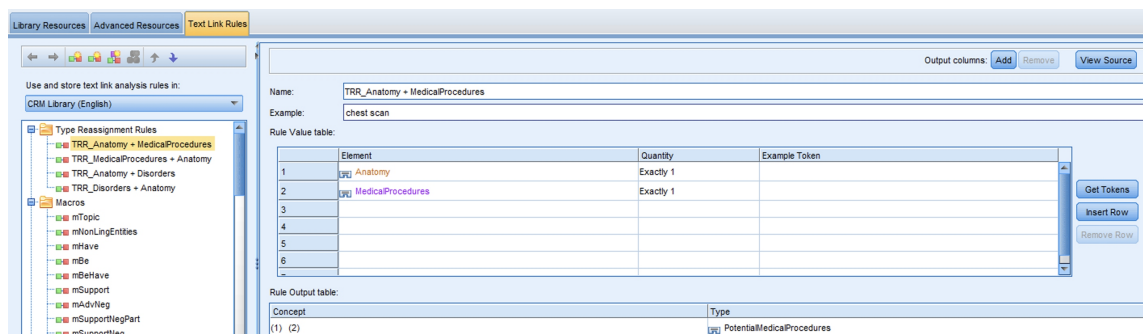 Library Resources Advanced Resources Text Link Rules
Output columns: Add Remove View Source
Use and store text link analysis rules in:
CRM Library (English)
Type Reassignment Rules
TRR_Anatomy + MedicalProcedures
TRR_MedicalProcedures + Anatomy
TRR_Anatomy + Disorders
TRR_Disorders + Anatomy
Macros
mTopic
mNonLingEntities
mHave
mBe
mBeHave
mSupport
mAdvNeg
mSupportNegPart
mSupportNeg
Name: TRR_Anatomy + MedicalProcedures
Example: chest scan
Rule Value table:
Element Quantity Example Token
1 Anatomy Exactly 1
2 MedicalProcedures Exactly 1
3
4
5
6
Get Tokens
Insert Row
Remove Row
Rule Output table:
Concept Type
(1) (2) PotentialMedicalProcedures